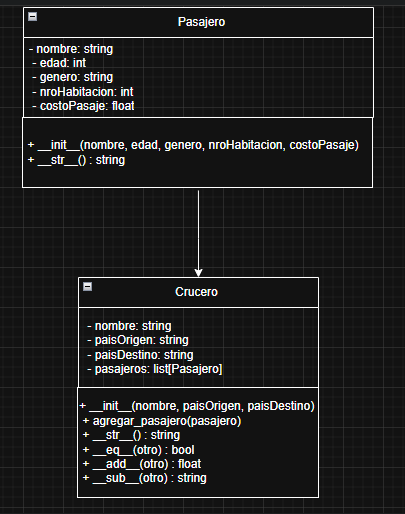 Pasajero
- nombre: string
- edad: int
- genero: string
- nroHabitacion: int
- costoPasaje: float
+ __init__(nombre, edad, genero, nroHabitacion, costoPasaje)
+ __str__() : string
Crucero
- nombre: string
- paisOrigen: string
- paisDestino: string
- pasajeros: list[Pasajero]
+ __init__(nombre, paisOrigen, paisDestino)
+ agregar_pasajero(pasajero)
+ __str__() : string
+ __eq__(otro) : bool
+ __add__(otro) : float
+ __sub__(otro) : string